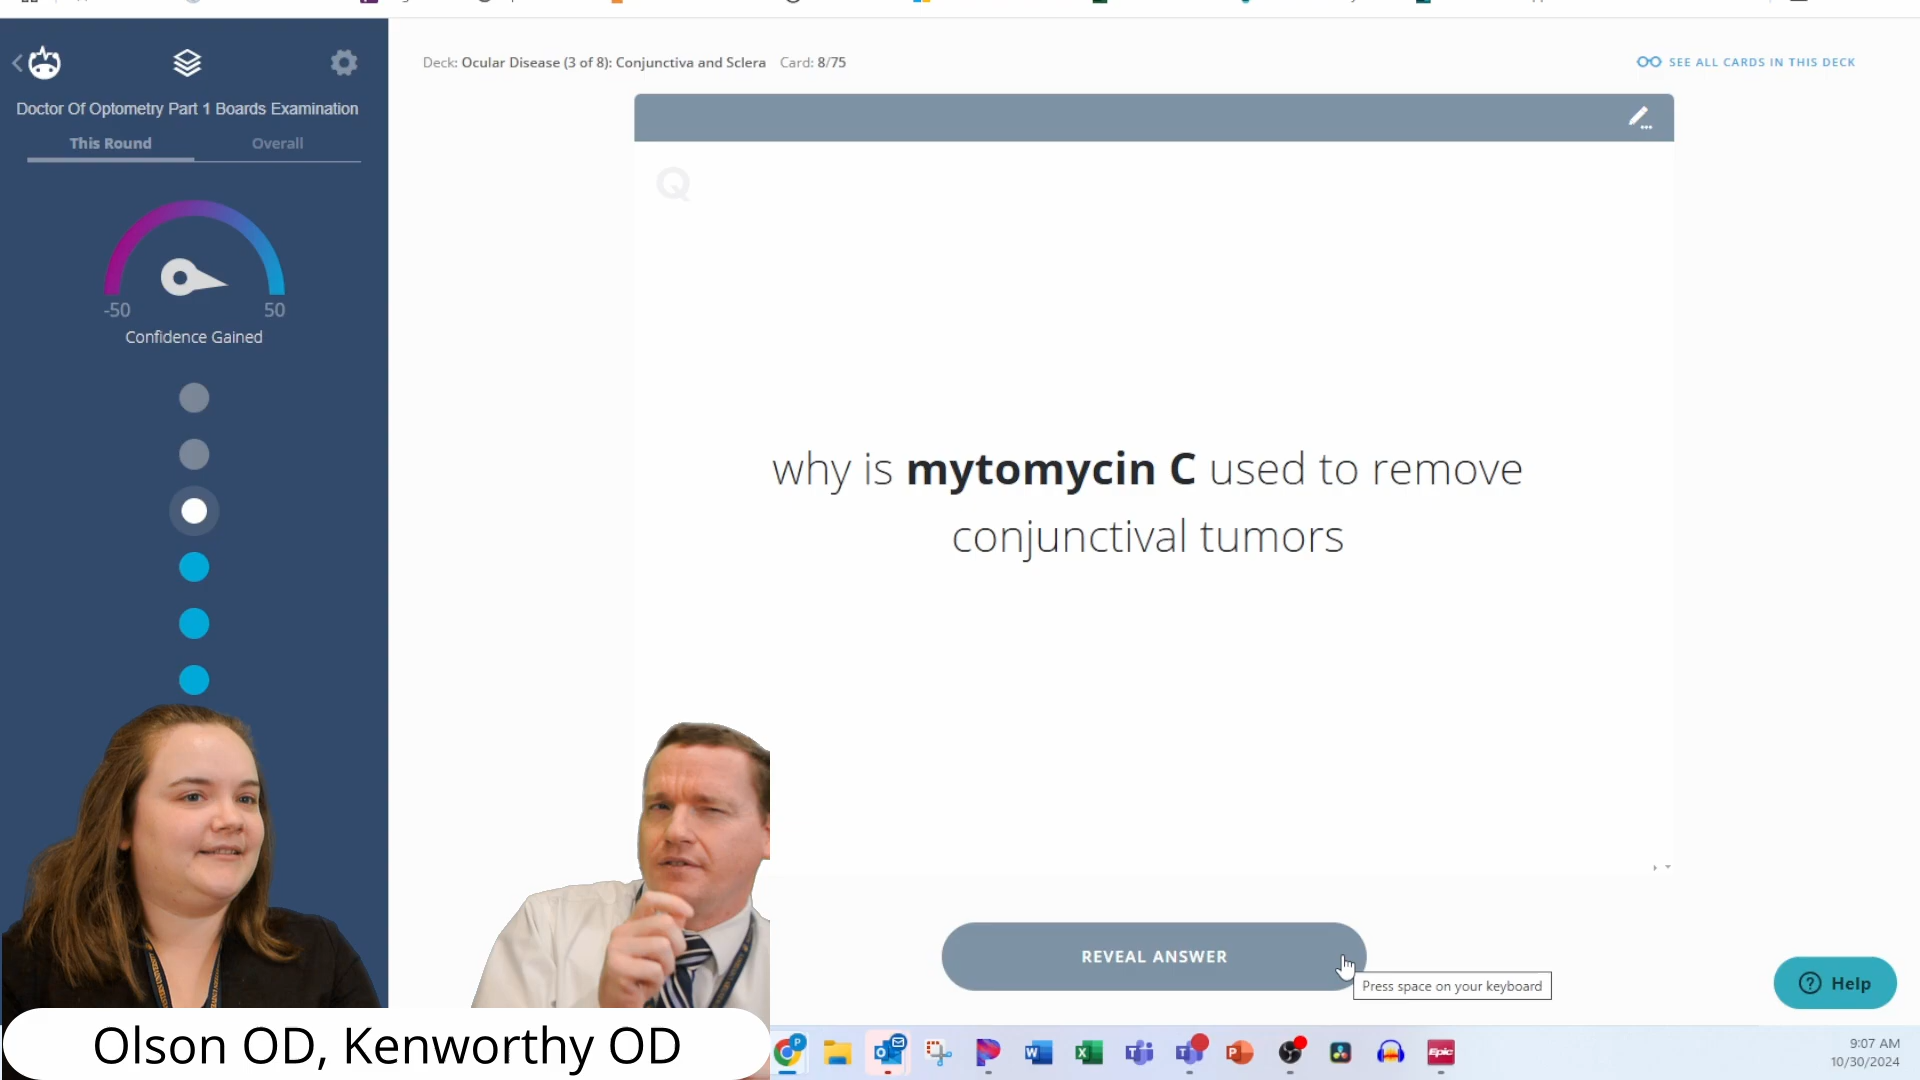 Doctor Of Optometry Part 1 Boards Examination
This Round Overall
-50 50
Confidence Gained
Deck: Ocular Disease (3 of 8): Conjunctiva and Sclera Card: 8/75
SEE ALL CARDS IN THIS DECK
Q
why is mytomycin C used to remove
conjunctival tumors
REVEAL ANSWER
Press space on your keyboard
? Help
Olson OD, Kenworthy OD
Epic
9:07 AM
10/30/2024